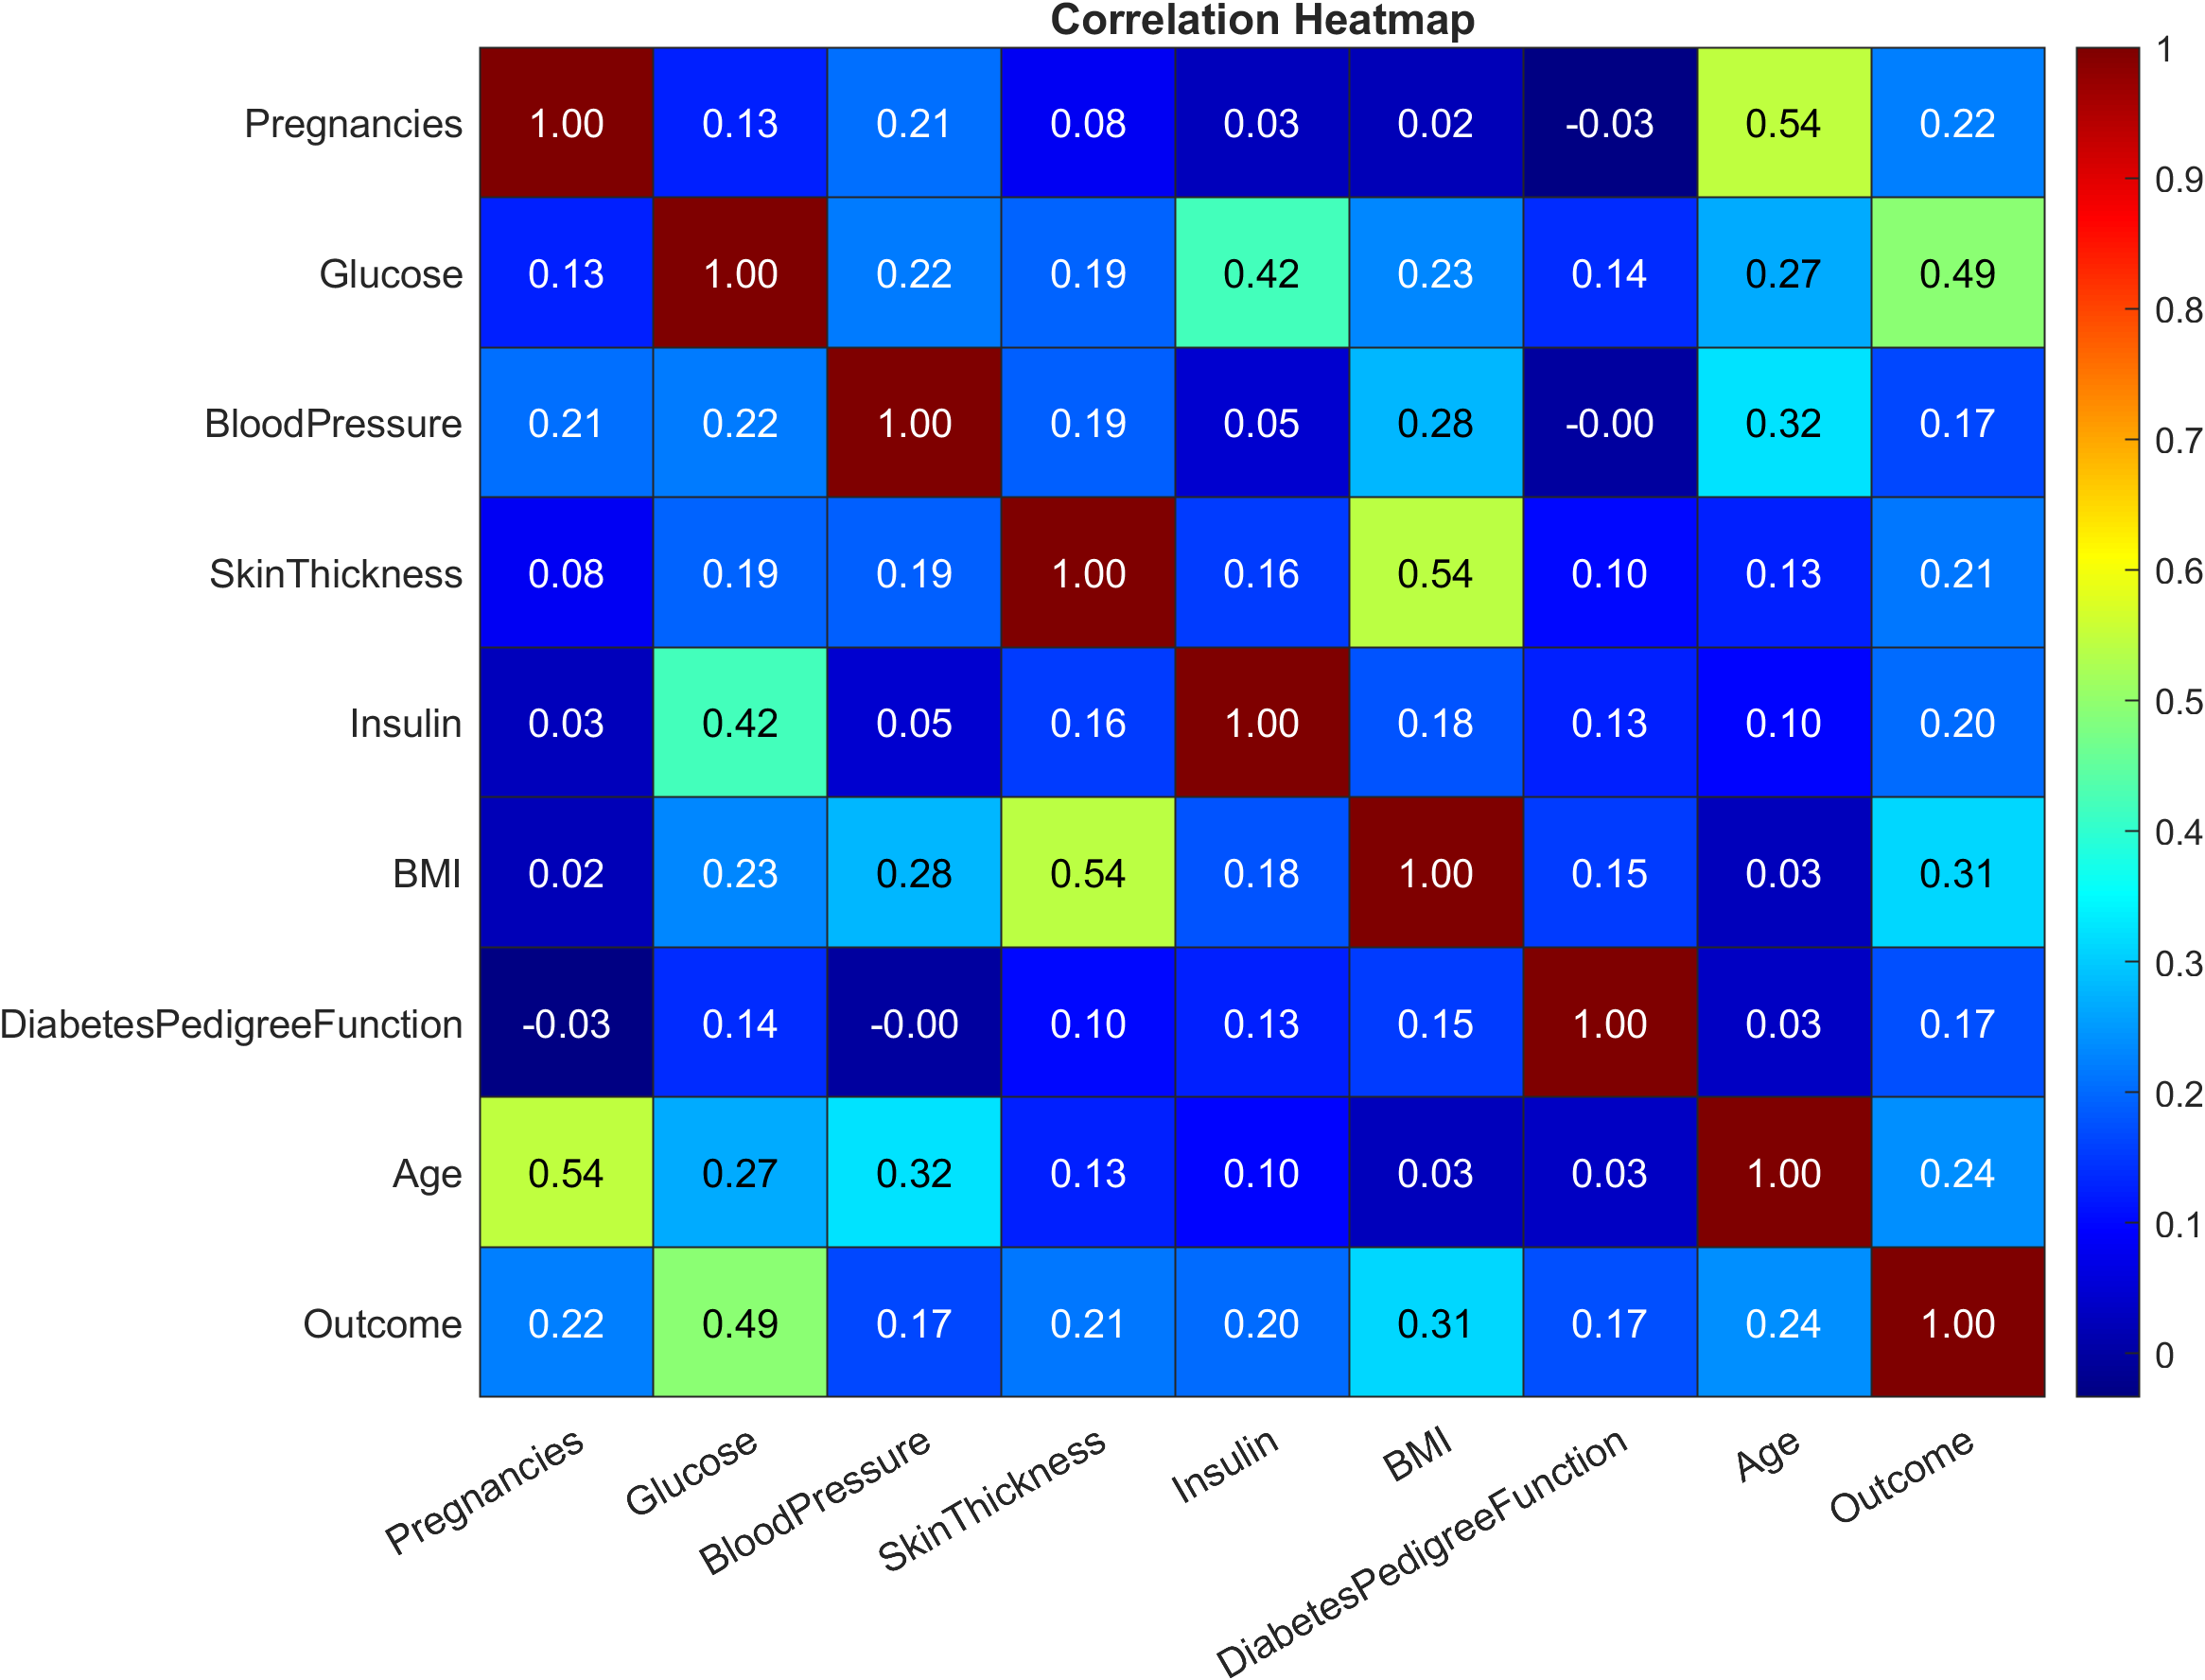 Correlation Heatmap
Pregnancies 1.00 0.13 0.21 0.08 0.03 0.02 -0.03 0.54 0.22
Glucose 0.13 1.00 0.22 0.19 0.42 0.23 0.14 0.27 0.49
BloodPressure 0.21 0.22 1.00 0.19 0.05 0.28 -0.00 0.32 0.17
SkinThickness 0.08 0.19 0.19 1.00 0.16 0.54 0.10 0.13 0.21
Insulin 0.03 0.42 0.05 0.16 1.00 0.18 0.13 0.10 0.20
BMI 0.02 0.23 0.28 0.54 0.18 1.00 0.15 0.03 0.31
DiabetesPedigreeFunction -0.03 0.14 -0.00 0.10 0.13 0.15 1.00 0.03 0.17
Age 0.54 0.27 0.32 0.13 0.10 0.03 0.03 1.00 0.24
Outcome 0.22 0.49 0.17 0.21 0.20 0.31 0.17 0.24 1.00
Pregnancies Glucose BloodPressure SkinThickness Insulin BMI DiabetesPedigreeFunction Age Outcome
1
0.9
0.8
0.7
0.6
0.5
0.4
0.3
0.2
0.1
0